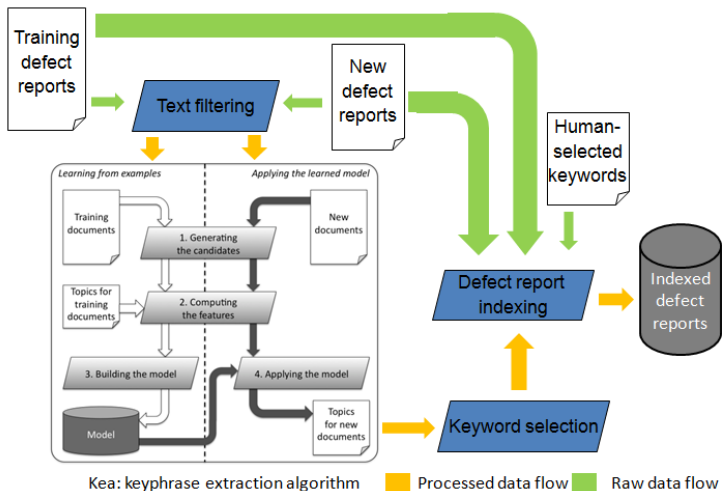 Training
defect
reports
Text filtering
New
defect
reports
Human-
selected
keywords
Learning from examples
Applying the learned model
Training
documents
New
documents
1. Generating
the candidates
Topics for
training
documents
2. Computing
the features
3. Building the model
4. Applying the model
Model
Topics
for new
documents
Defect report
indexing
Indexed
defect
reports
Keyword selection
Kea: keyphrase extraction algorithm
Processed data flow
Raw data flow